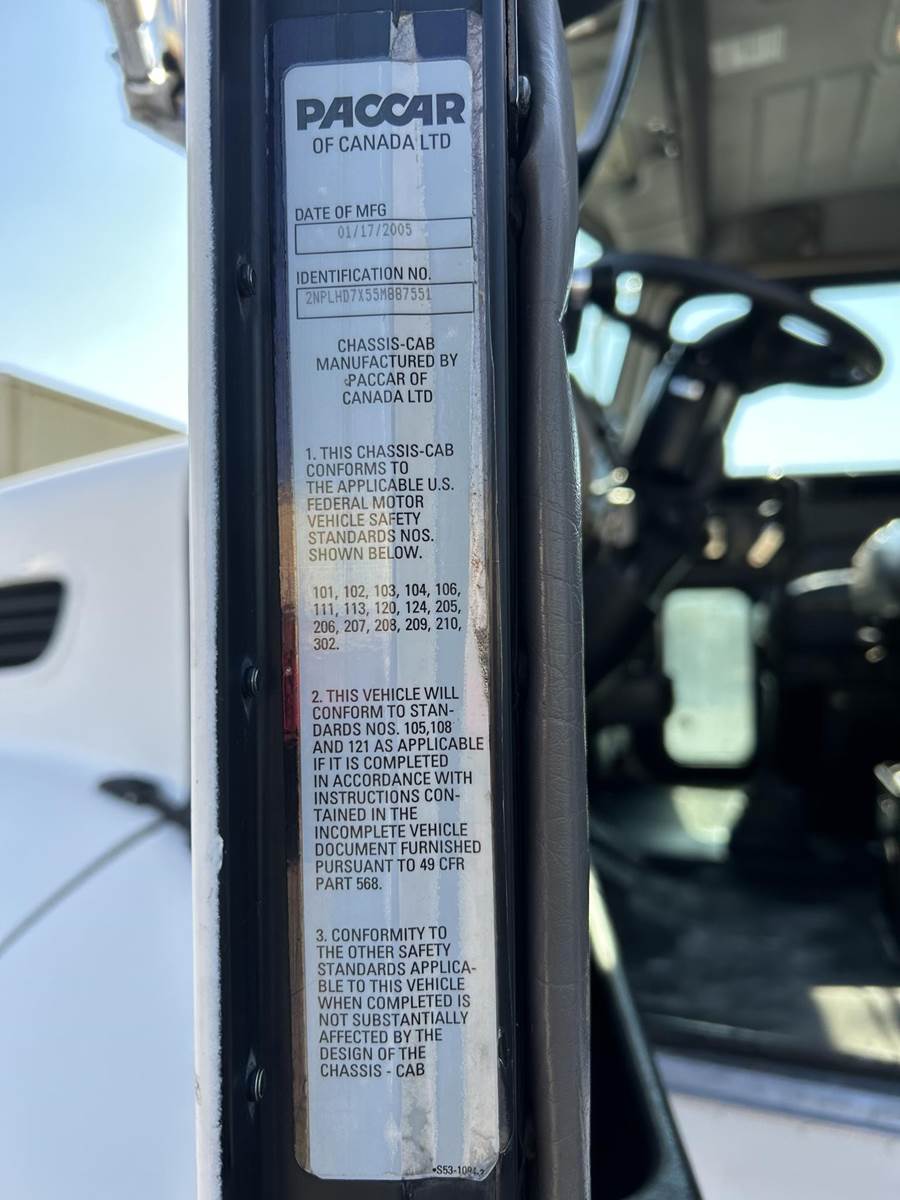 PACCAR
OF CANADA LTD
DATE OF MFG
01/17/2005
IDENTIFICATION NO.
2NPLHD7X55M887551
CHASSIS-CAB
MANUFACTURED BY
PACCAR OF
CANADA LTD
1. THIS CHASSIS-CAB
CONFORMS TO
THE APPLICABLE U.S.
FEDERAL MOTOR
VEHICLE SAFETY
STANDARDS NOS.
SHOWN BELOW.
101, 102, 103, 104, 106,
111, 113, 120, 124, 205,
206, 207, 208, 209, 210,
302.
2. THIS VEHICLE WILL
CONFORM TO STAN-
DARDS NOS. 105,108
AND 121 AS APPLICABLE
IF IT IS COMPLETED
IN ACCORDANCE WITH
INSTRUCTIONS CON-
TAINED IN THE
INCOMPLETE VEHICLE
DOCUMENT FURNISHED
PURSUANT TO 49 CFR
PART 568.
3. CONFORMITY TO
THE OTHER SAFETY
STANDARDS APPLICA-
BLE TO THIS VEHICLE
WHEN COMPLETED IS
NOT SUBSTANTIALLY
AFFECTED BY THE
DESIGN OF THE
CHASSIS - CAB